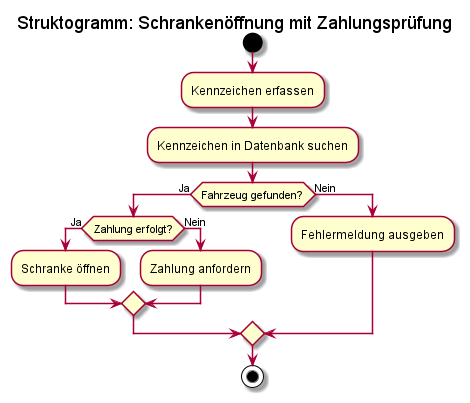 Struktogramm: Schrankenöffnung mit Zahlungsprüfung
Kennzeichen erfassen
Kennzeichen in Datenbank suchen
Ja
Fahrzeug gefunden?
Nein
Ja
Zahlung erfolgt?
Nein
Schranke öffnen
Zahlung anfordern
Fehlermeldung ausgeben